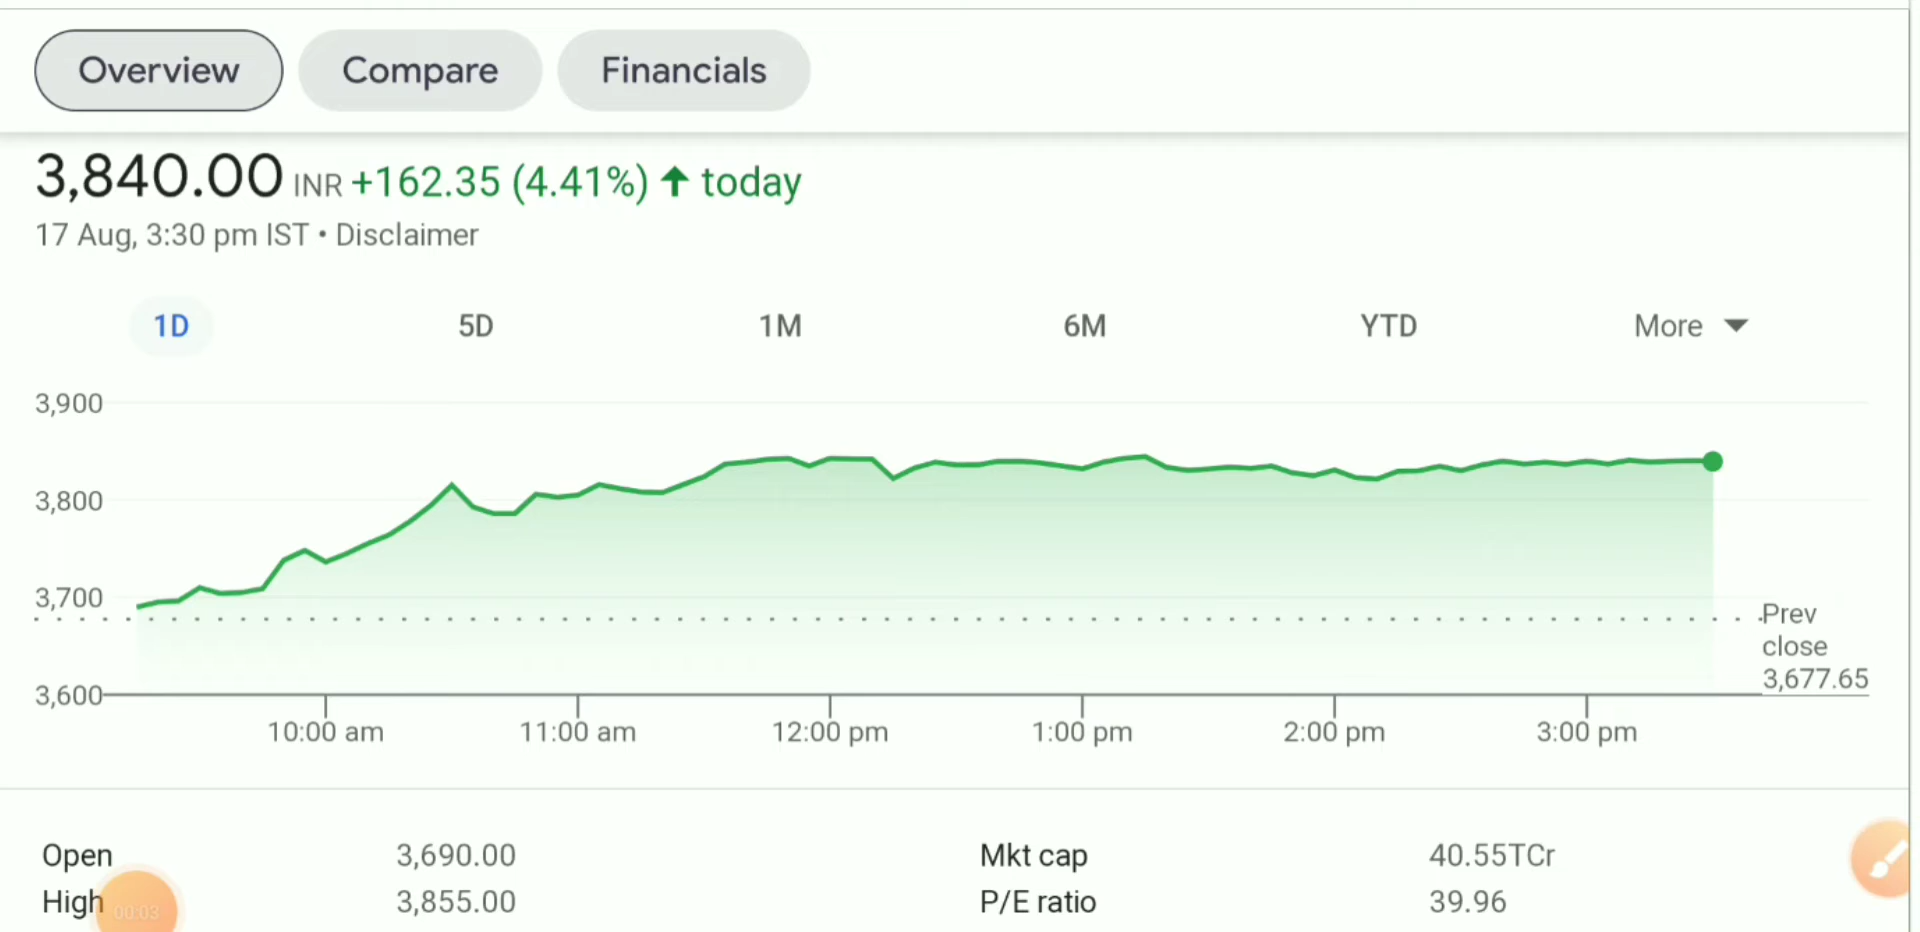 Overview Compare Financials
3,840.00 INR +162.35 (4.41%) ↑ today
17 Aug, 3:30 pm IST • Disclaimer
1D 5D 1M 6M YTD More
3,900
3,800
3,700
3,600
Prev
close
3,677.65
10:00 am 11:00 am 12:00 pm 1:00 pm 2:00 pm 3:00 pm
Open 3,690.00 Mkt cap 40.55TCr
High 3,855.00 P/E ratio 39.96
00:03